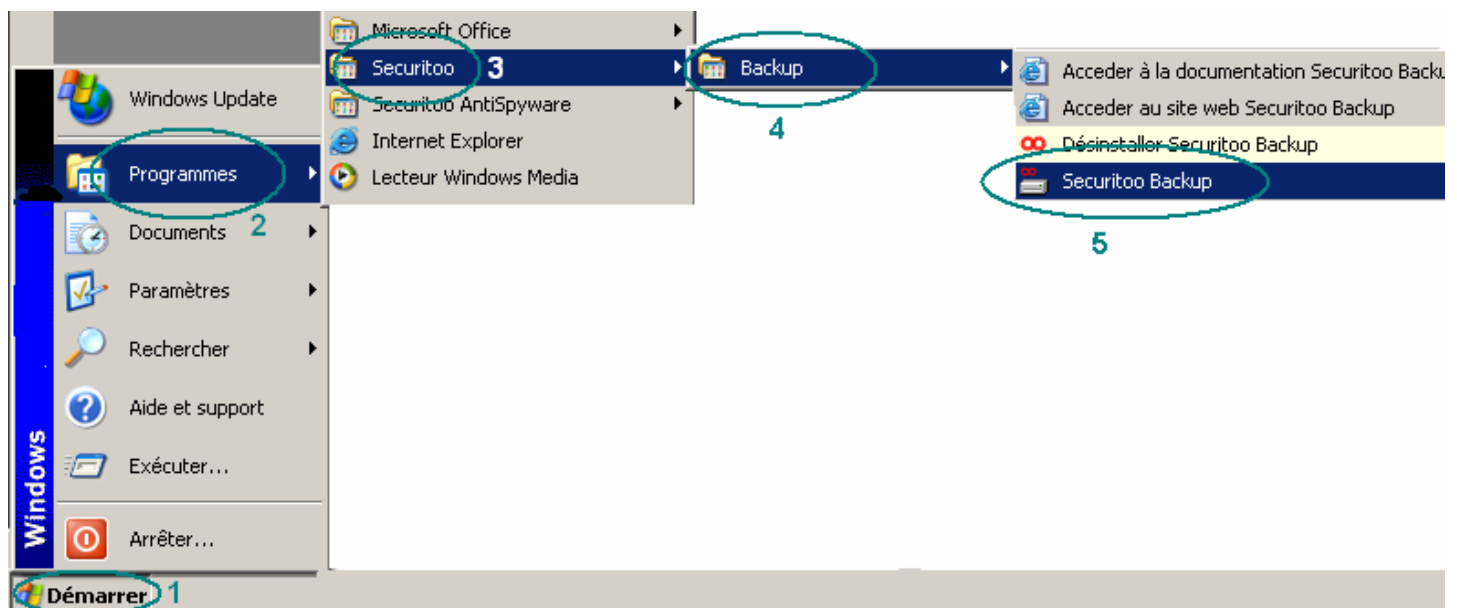 Microsoft Office
Securitoo 3
Securitoo AntiSpyware
Internet Explorer
Lecteur Windows Media
Backup
4
Acceder à la documentation Securitoo Backu
Acceder au site web Securitoo Backup
Désinstaller Securitoo Backup
Securitoo Backup
5
Windows Update
Programmes
2
Documents
Paramètres
Rechercher
Aide et support
Exécuter...
Arrêter...
Windows
Démarrer 1